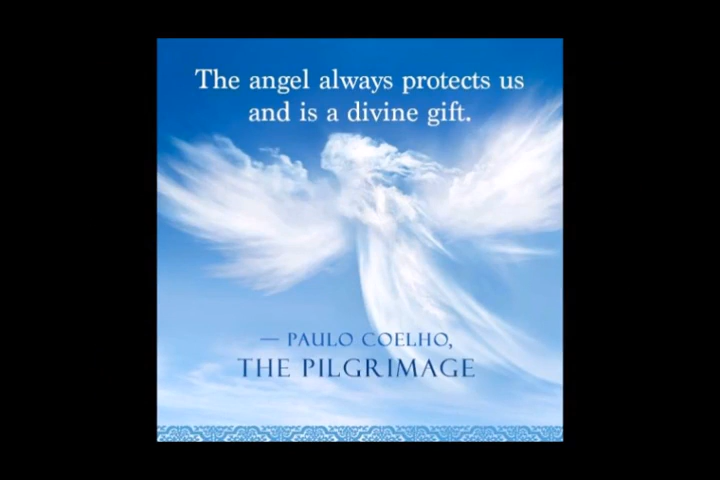 The angel always protects us
and is a divine gift.
— PAULO COELHO,
THE PILGRIMAGE